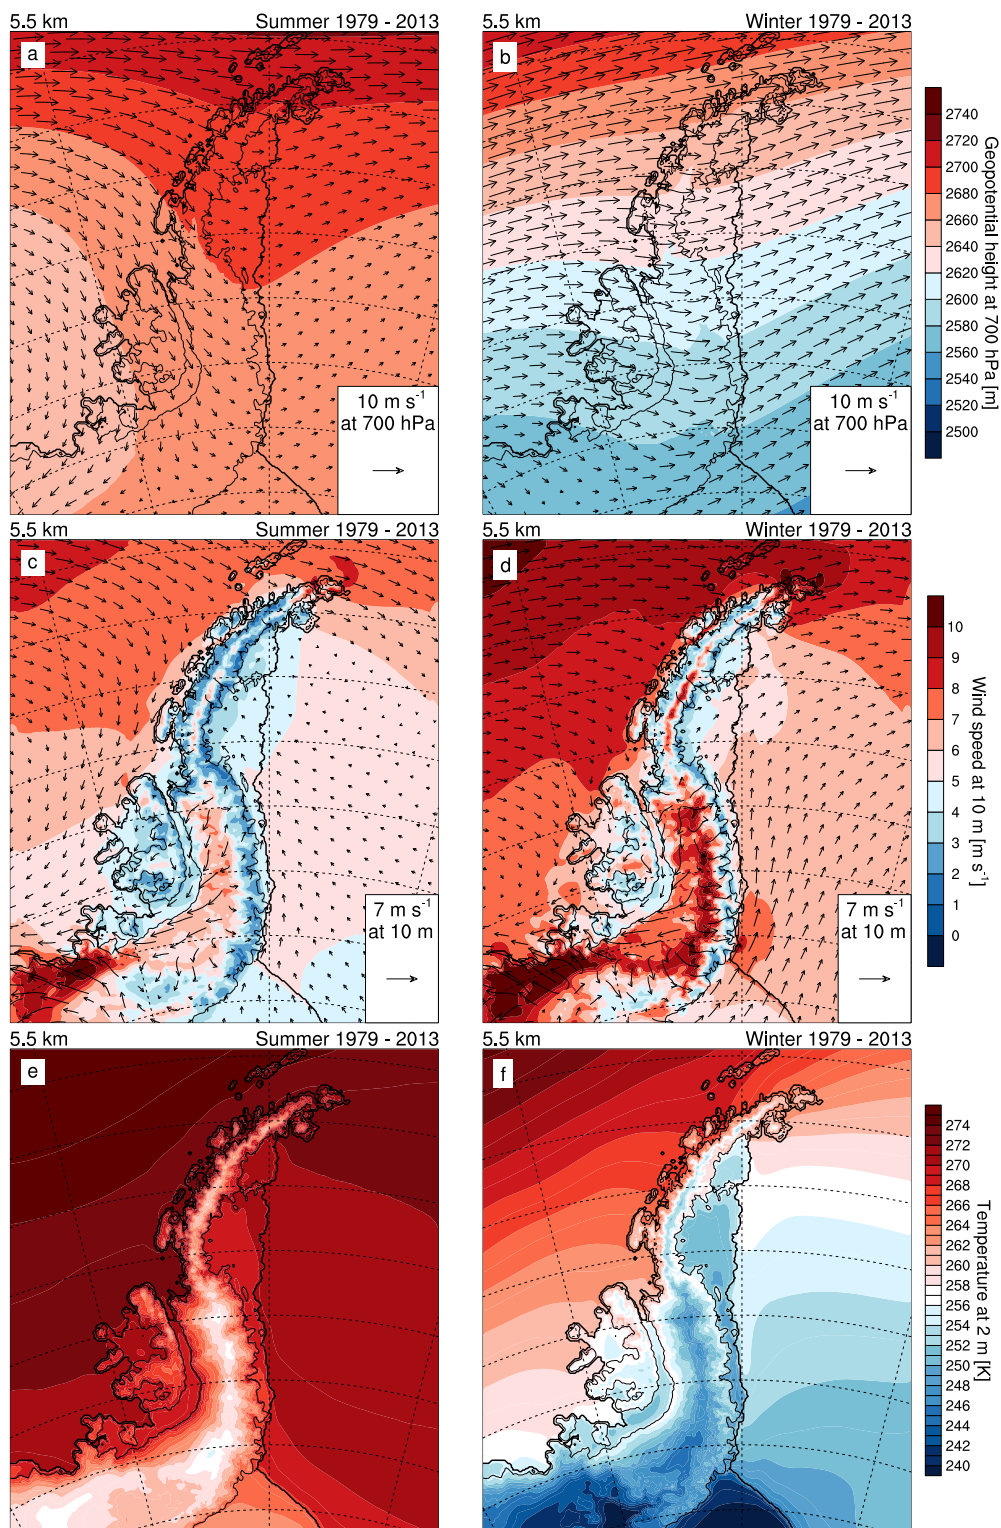 5.5 km Summer 1979 - 2013
a
10 m s⁻¹
at 700 hPa
5.5 km Winter 1979 - 2013
b
10 m s⁻¹
at 700 hPa
2740
2720
2700
2680
2660
2640
2620
2600
2580
2560
2540
2520
2500
Geopotential height at 700 hPa [m]
5.5 km Summer 1979 - 2013
c
7 m s⁻¹
at 10 m
5.5 km Winter 1979 - 2013
d
7 m s⁻¹
at 10 m
10
9
8
7
6
5
4
3
2
1
0
Wind speed at 10 m [m s⁻¹]
5.5 km Summer 1979 - 2013
e
5.5 km Winter 1979 - 2013
f
274
272
270
268
266
264
262
260
258
256
254
252
250
248
246
244
242
240
Temperature at 2 m [K]